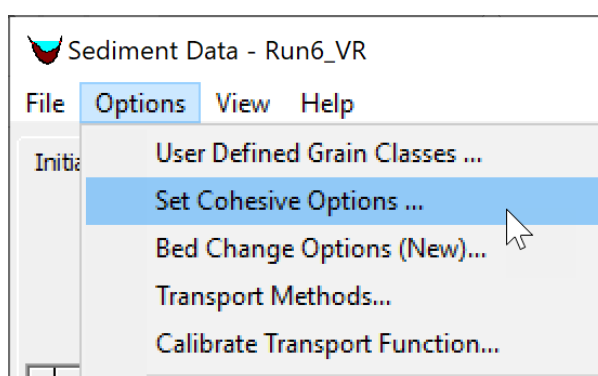 Sediment Data - Run6_VR
File Options View Help
Initia
User Defined Grain Classes ...
Set Cohesive Options ...
Bed Change Options (New)...
Transport Methods...
Calibrate Transport Function...